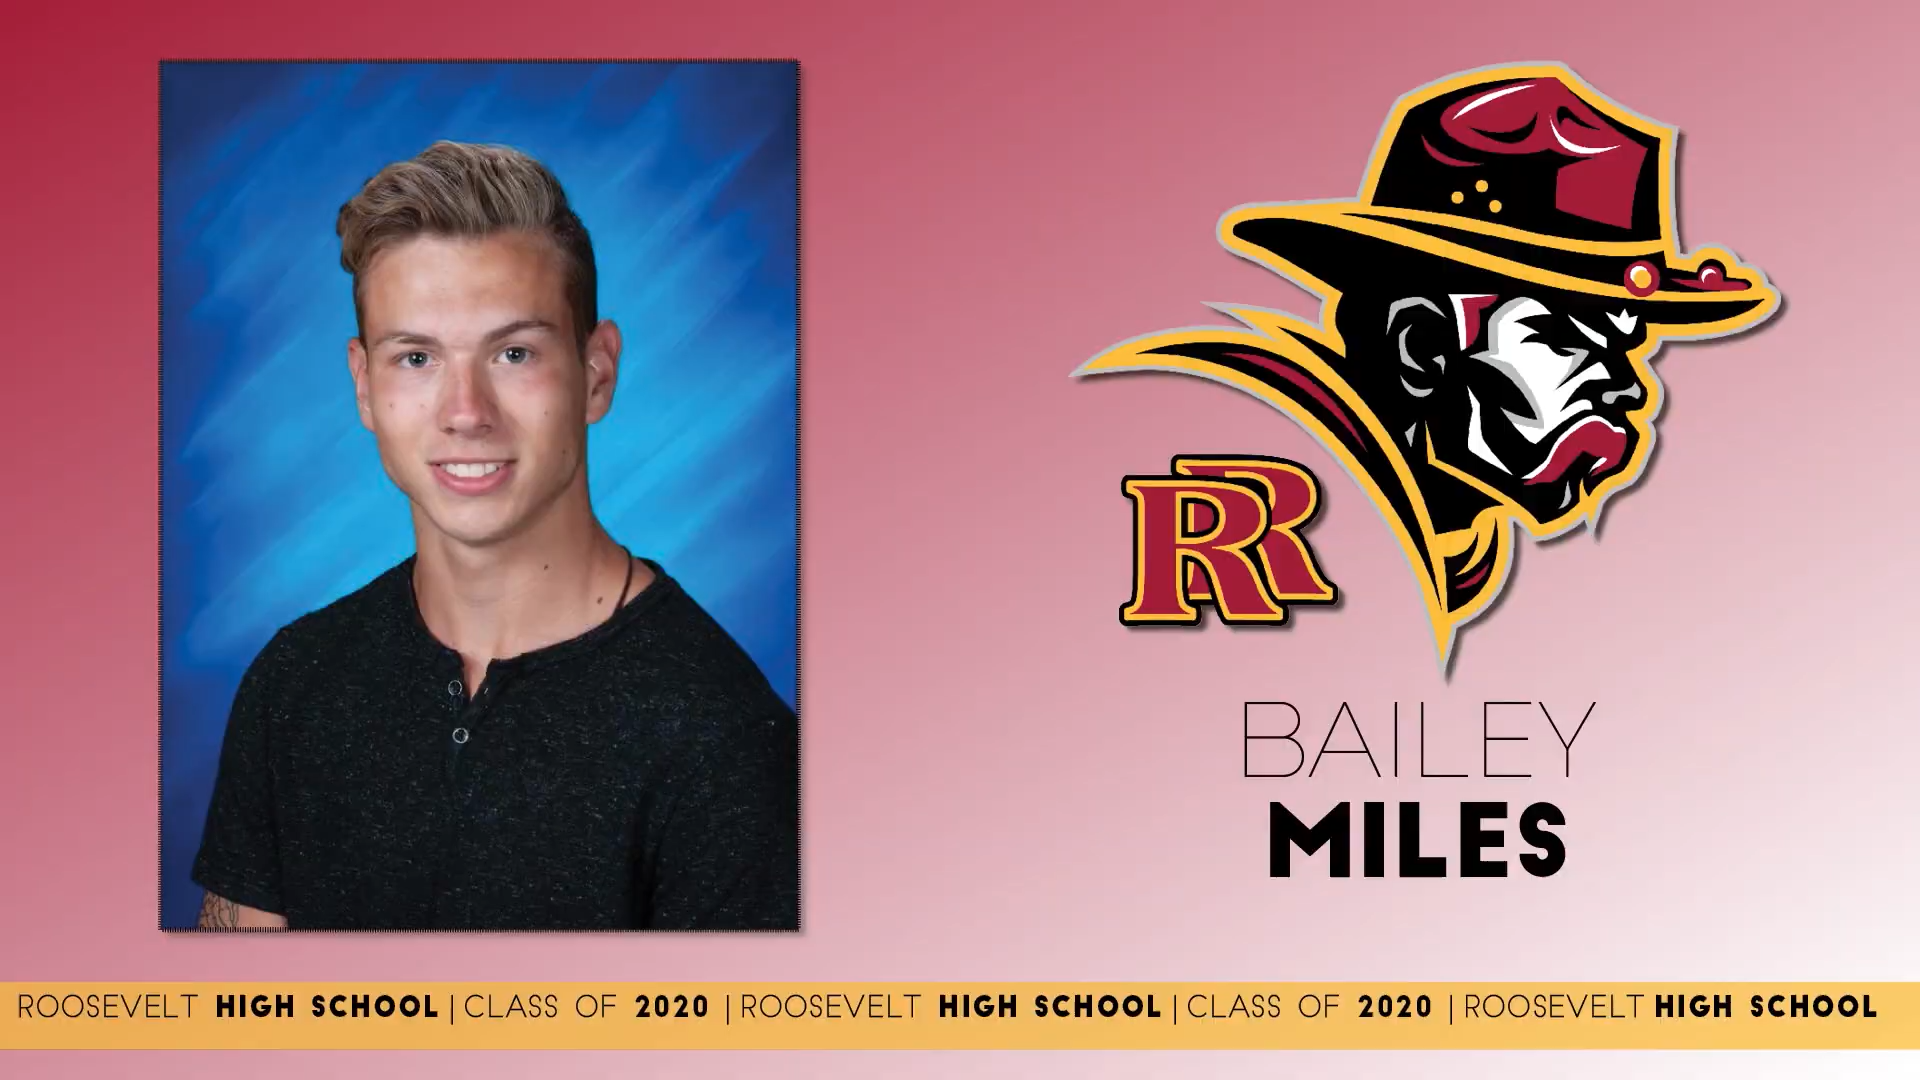 RR
BAILEY
MILES
ROOSEVELT HIGH SCHOOL | CLASS OF 2020 | ROOSEVELT HIGH SCHOOL | CLASS OF 2020 | ROOSEVELT HIGH SCHOOL